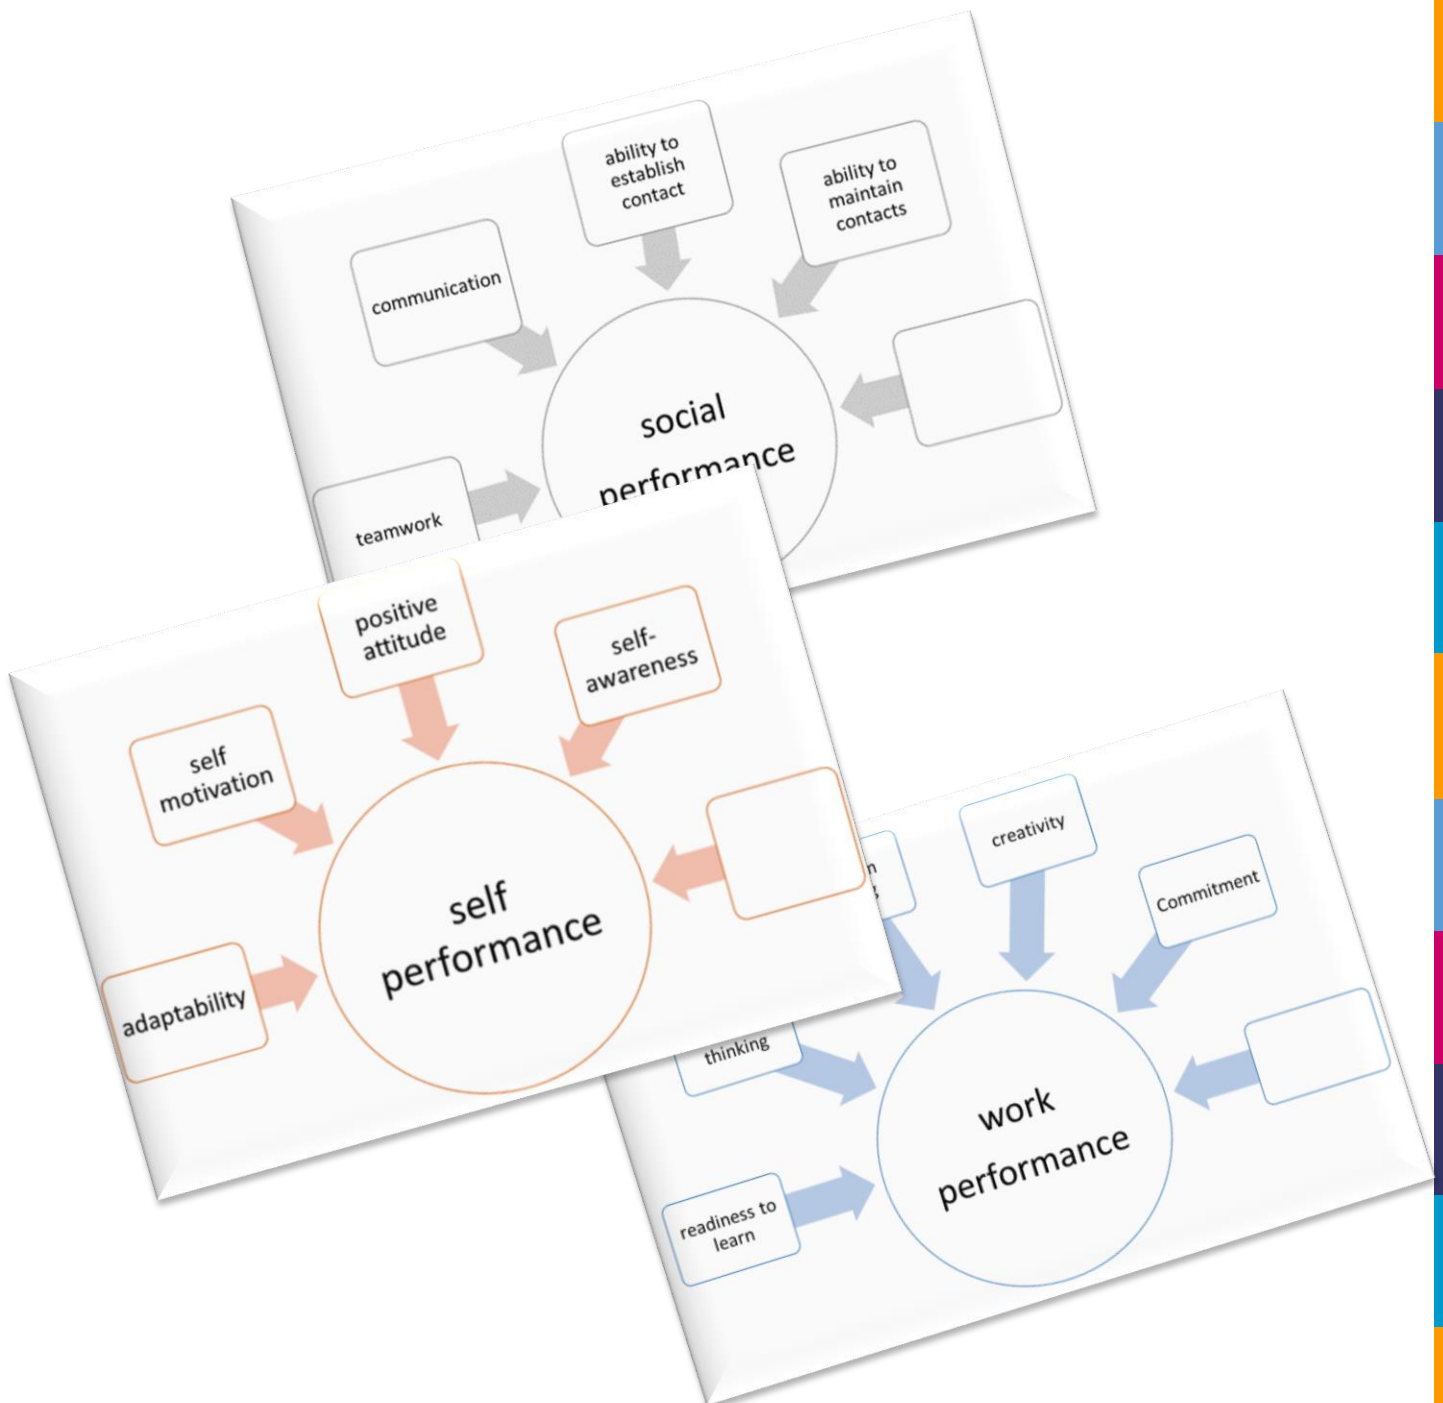 ability to
establish
contact
ability to
maintain
contacts
communication
social
performance
teamwork
positive
attitude
self-
awareness
self
motivation
self
performance
adaptability
creativity
Commitment
thinking
work
performance
readiness to
learn